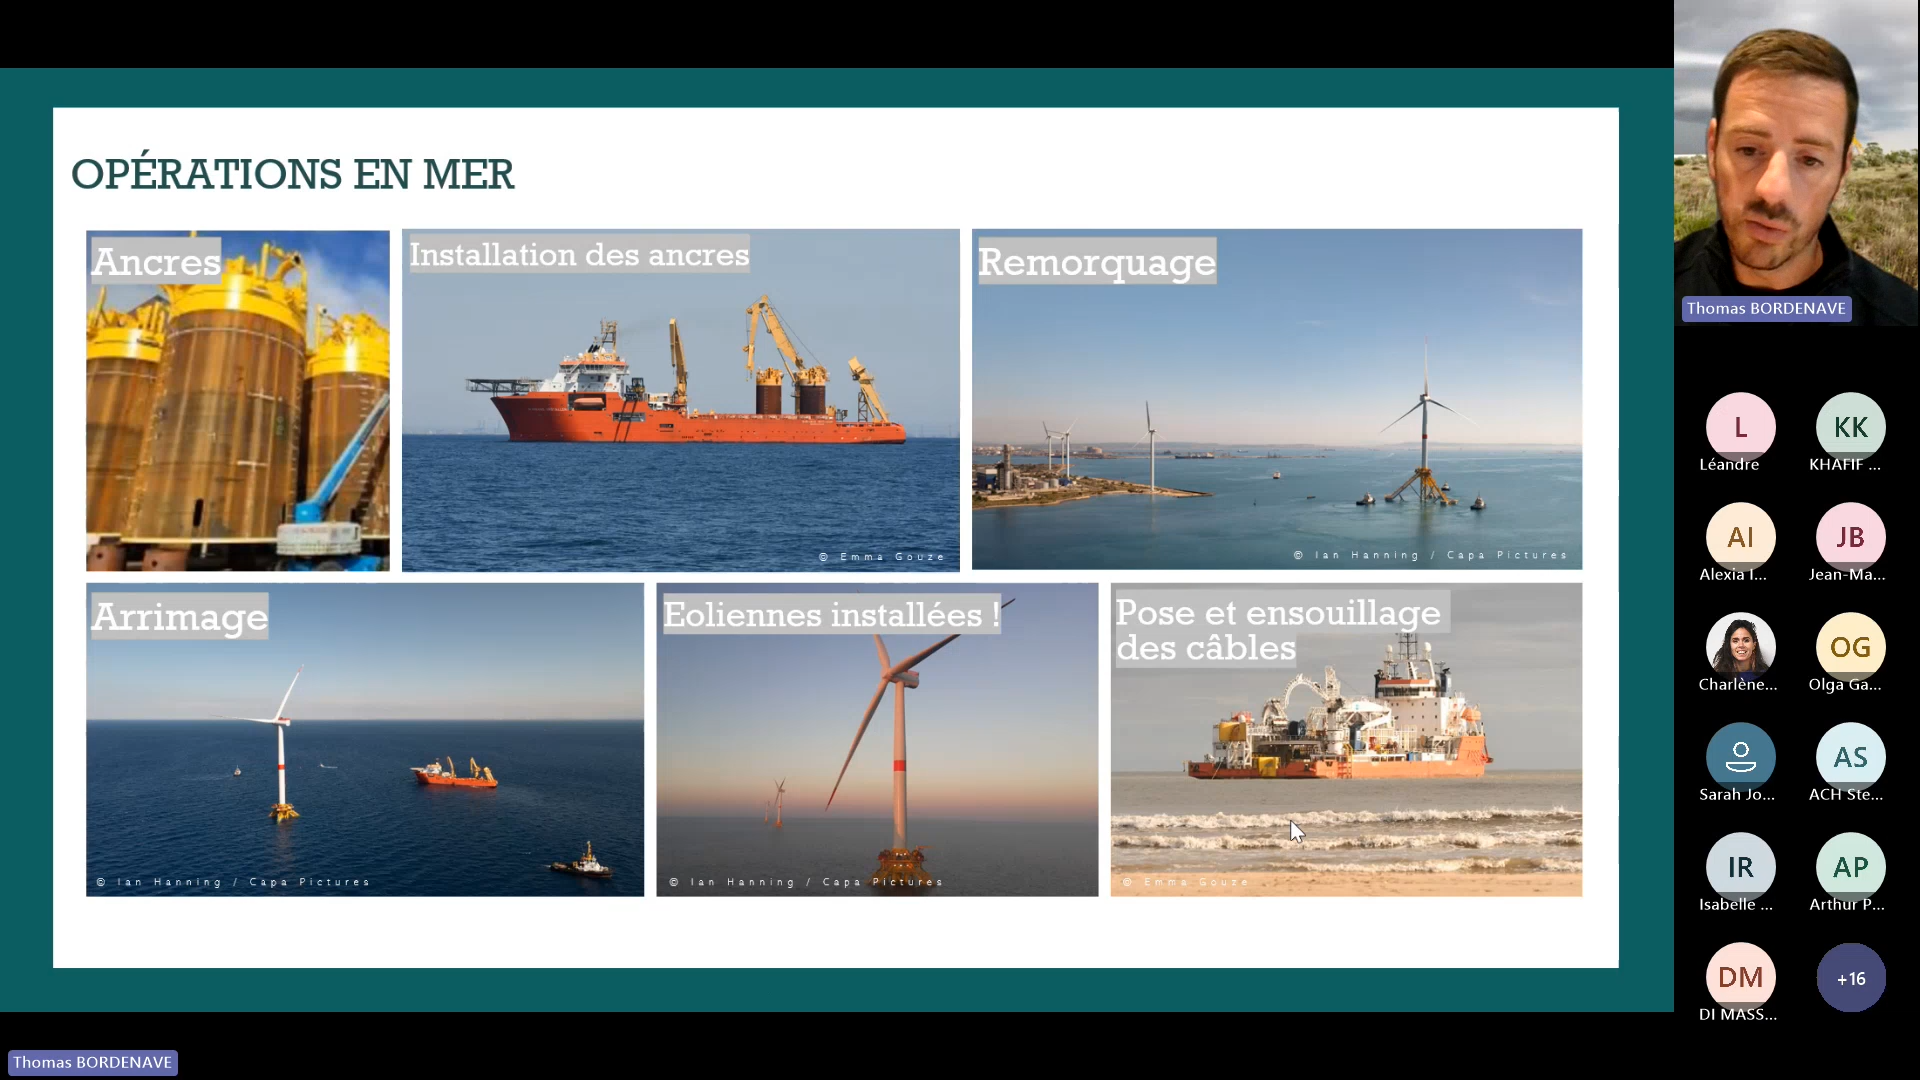 OPÉRATIONS EN MER
Ancres
Installation des ancres
© Emma Gouze
Remorquage
© Ian Hanning / Capa Pictures
Arrimage
© Ian Hanning / Capa Pictures
Eoliennes installées !
© Ian Hanning / Capa Pictures
Pose et ensouillage
des câbles
© Emma Gouze
Thomas BORDENAVE
L
Léandre
KK
KHAFIF ...
AI
Alexia I...
JB
Jean-Ma...
Charlène...
OG
Olga Ga...
Sarah Jo...
AS
ACH Ste...
IR
Isabelle ...
AP
Arthur P...
DM
DI MASS...
+16
Thomas BORDENAVE